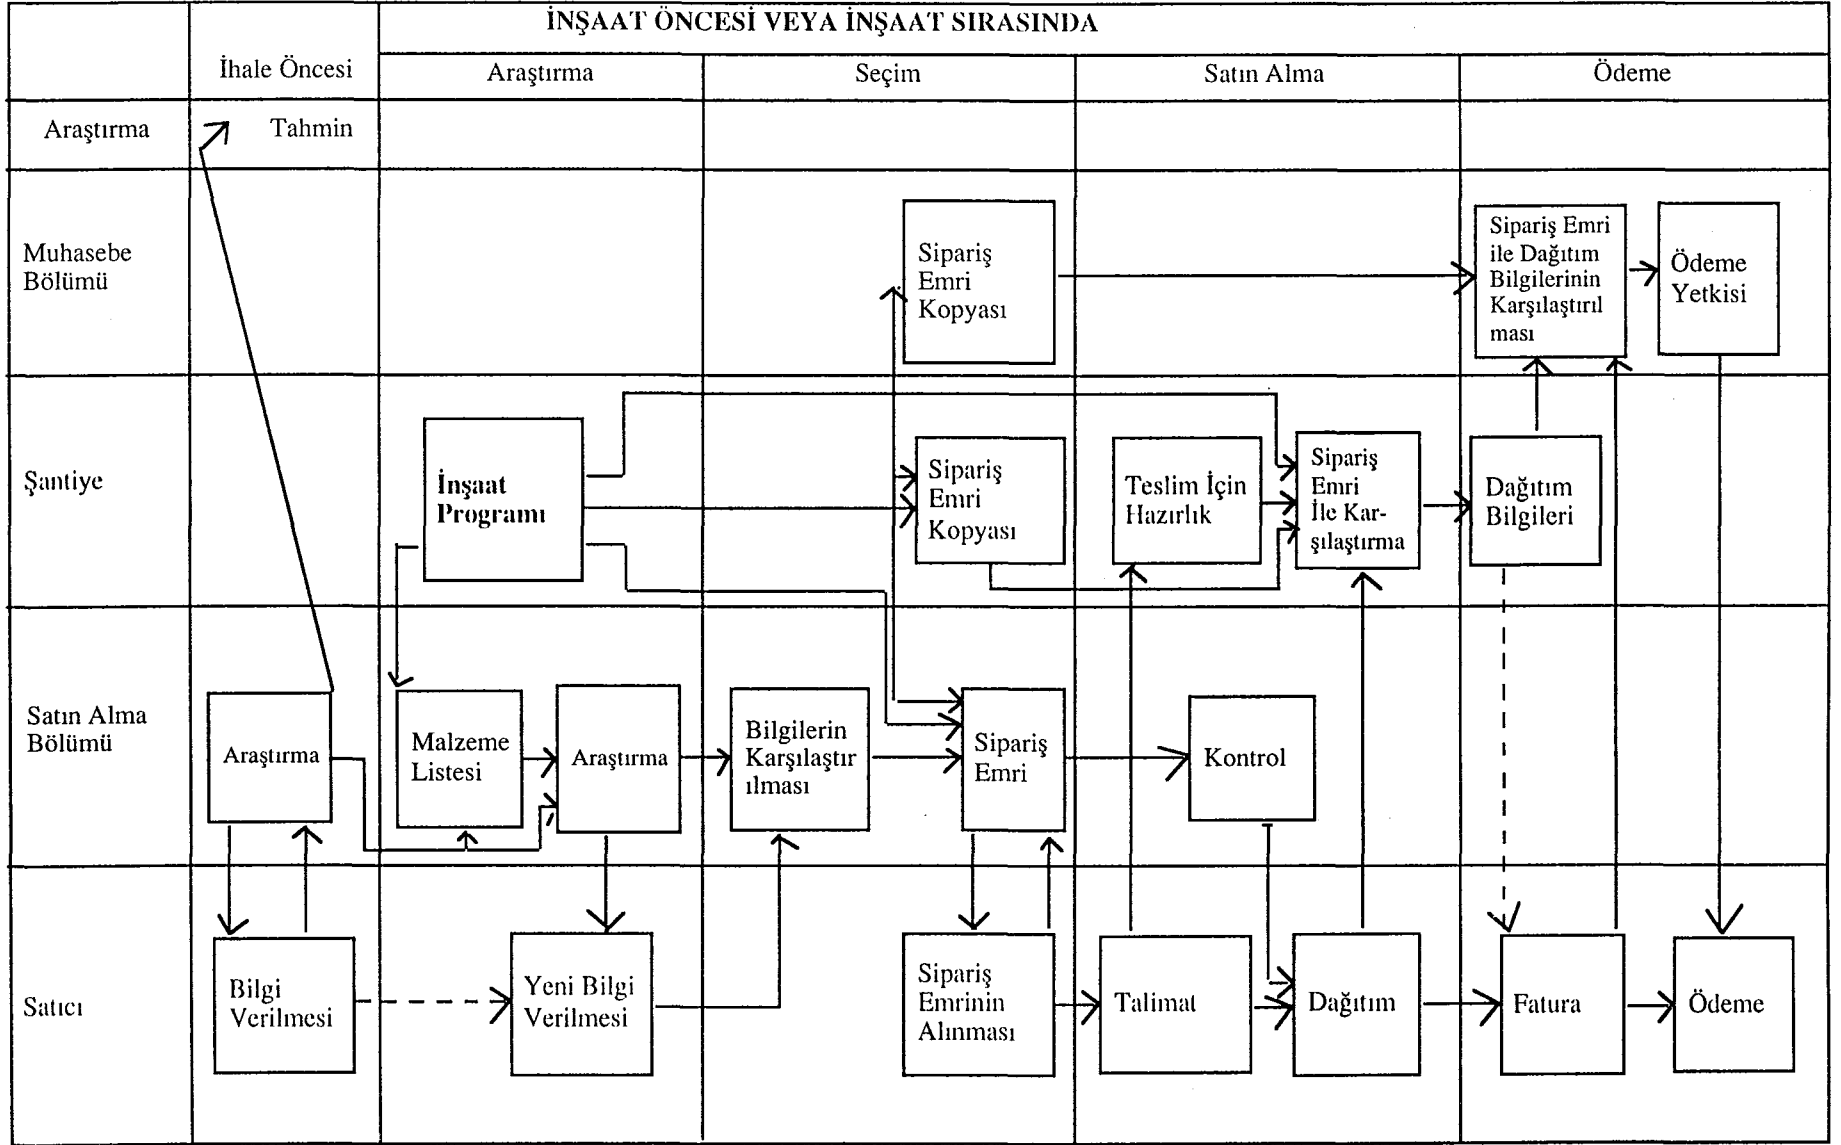 İNŞAAT ÖNCESİ VEYA İNŞAAT SIRASINDA
İhale Öncesi
Araştırma
Seçim
Satın Alma
Ödeme
Araştırma
Tahmin
Muhasebe
Bölümü
Sipariş
Emri
Kopyası
Sipariş Emri
ile Dağıtım
Bilgilerinin
Karşılaştırıl
ması
Ödeme
Yetkisi
Şantiye
İnşaat
Programı
Sipariş
Emri
Kopyası
Teslim İçin
Hazırlık
Sipariş
Emri
İle Kar-
şılaştırma
Dağıtım
Bilgileri
Satın Alma
Bölümü
Araştırma
Malzeme
Listesi
Araştırma
Bilgilerin
Karşılaştır
ılması
Sipariş
Emri
Kontrol
Satıcı
Bilgi
Verilmesi
Yeni Bilgi
Verilmesi
Sipariş
Emrinin
Alınması
Talimat
Dağıtım
Fatura
Ödeme